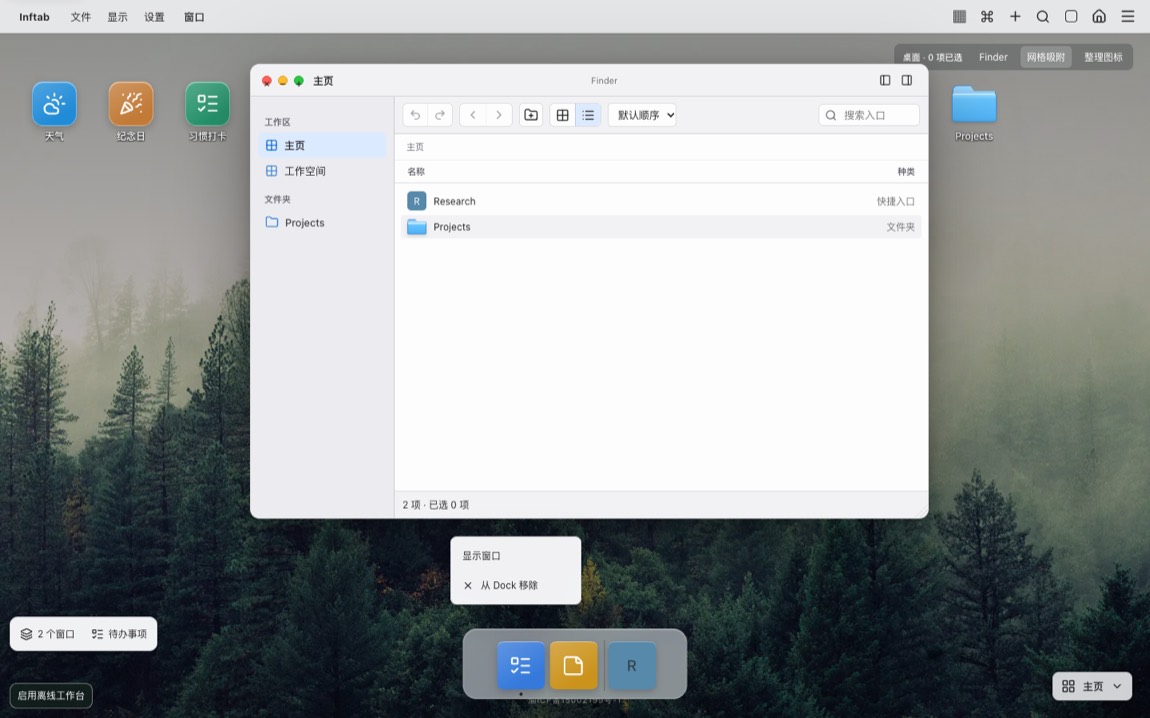 Inftab 文件 显示 设置 窗口
桌面 · 0 项已选 Finder 网格吸附 整理图标
天气 纪念日 习惯打卡
Projects
主页 Finder
工作区
主页
工作空间
文件夹
Projects
默认顺序 搜索入口
主页
名称 种类
R Research 快捷入口
Projects 文件夹
2 项 · 已选 0 项
显示窗口
从 Dock 移除
2 个窗口 待办事项
R
启用离线工作台
主页